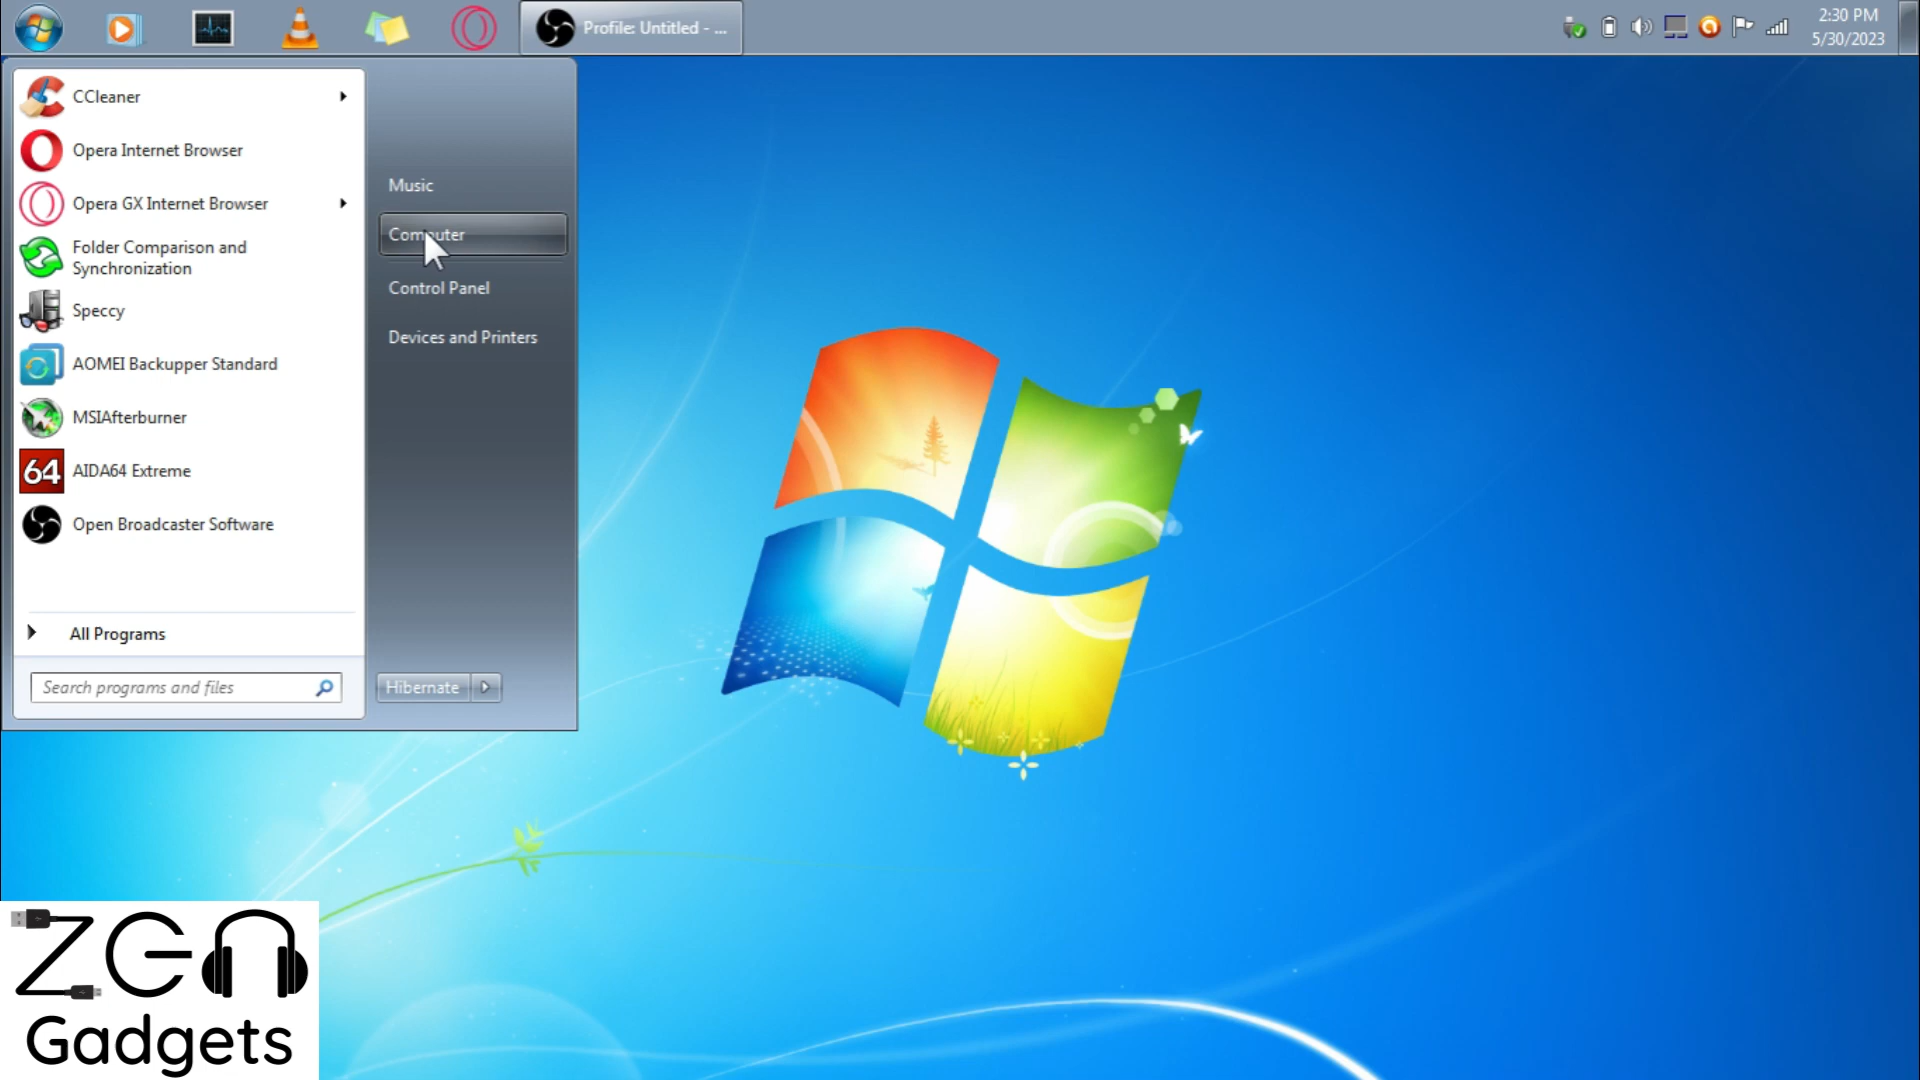 Profile: Untitled - ...
2:30 PM
5/30/2023
CCleaner
Opera Internet Browser
Opera GX Internet Browser
Folder Comparison and
Synchronization
Speccy
AOMEI Backupper Standard
MSIAfterburner
64 AIDA64 Extreme
Open Broadcaster Software
All Programs
Search programs and files
Music
Computer
Control Panel
Devices and Printers
Hibernate
ZGN
Gadgets